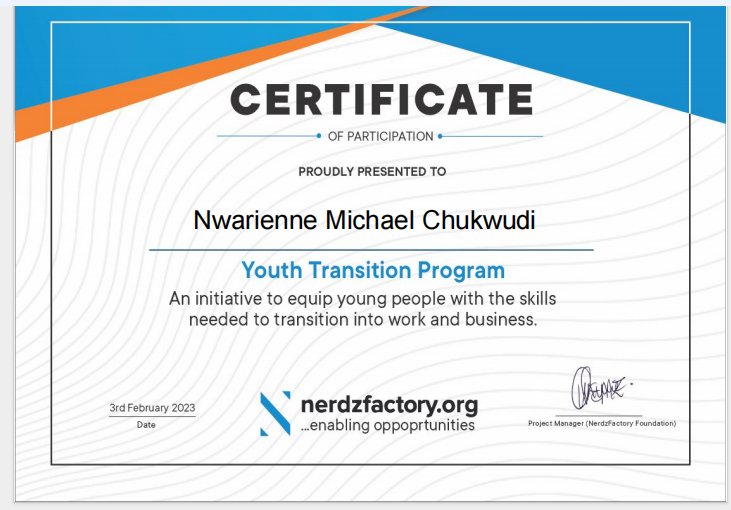 CERTIFICATE
OF PARTICIPATION
PROUDLY PRESENTED TO
Nwarienne Michael Chukwudi
Youth Transition Program
An initiative to equip young people with the skills
needed to transition into work and business.
3rd February 2023
Date
nerdzfactory.org
...enabling oppoprtunities
Project Manager (NerdzFactory Foundation)